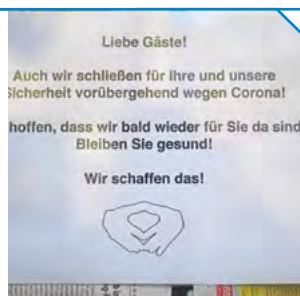 Liebe Gäste!
Auch wir schließen für Ihre und unsere
Sicherheit vorübergehend wegen Corona!
hoffen, dass wir bald wieder für Sie da sind
Bleiben Sie gesund!
Wir schaffen das!